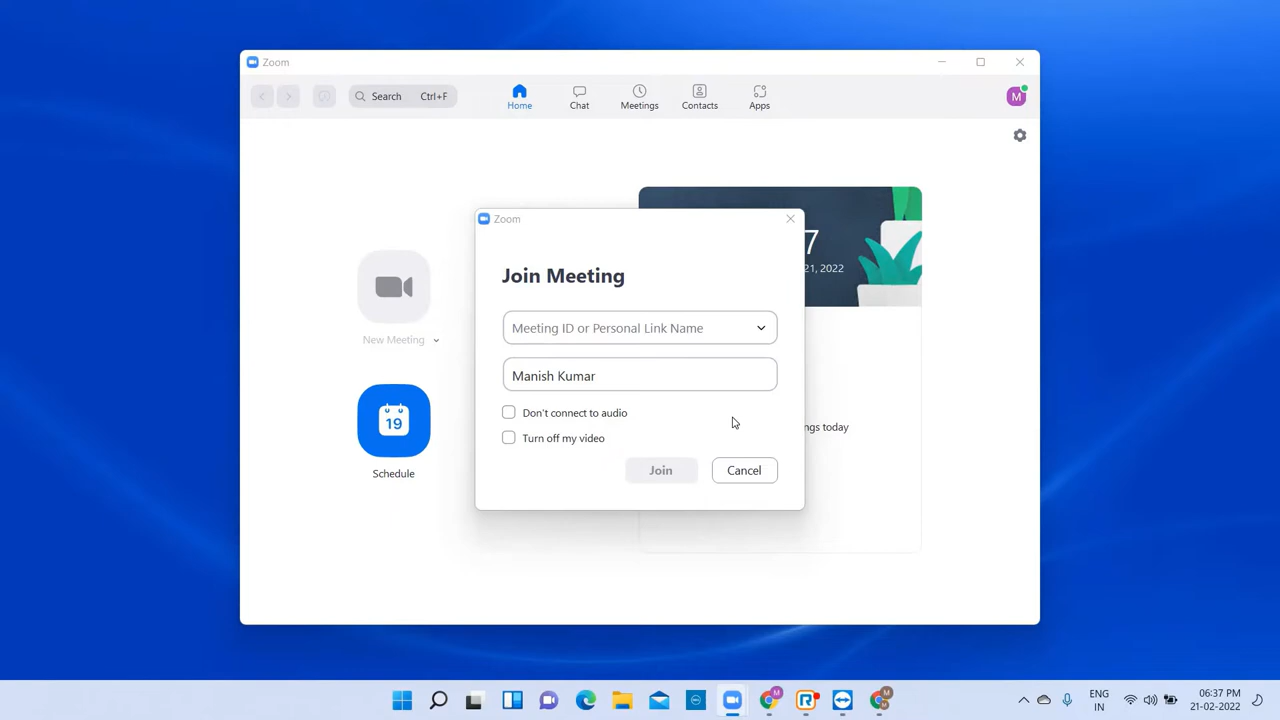 Zoom
Search Ctrl+F
Home
Chat
Meetings
Contacts
Apps
M
Zoom
7
21, 2022
Join Meeting
Meeting ID or Personal Link Name
New Meeting
Manish Kumar
Don't connect to audio
ngs today
19
Turn off my video
Join
Cancel
Schedule
ENG
IN
06:37 PM
21-02-2022